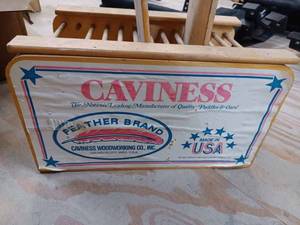 CAVINESS
The Nations Leading Manufacturer of Quality Paddles & Oars!
FEATHER BRAND
CAVINESS WOODWORKING CO., INC.
MADE IN
USA